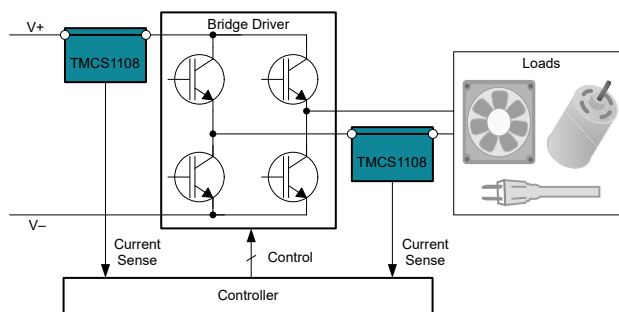 V+
Bridge Driver
TMCS1108
Loads
TMCS1108
V–
Current
Sense
Control
Current
Sense
Controller